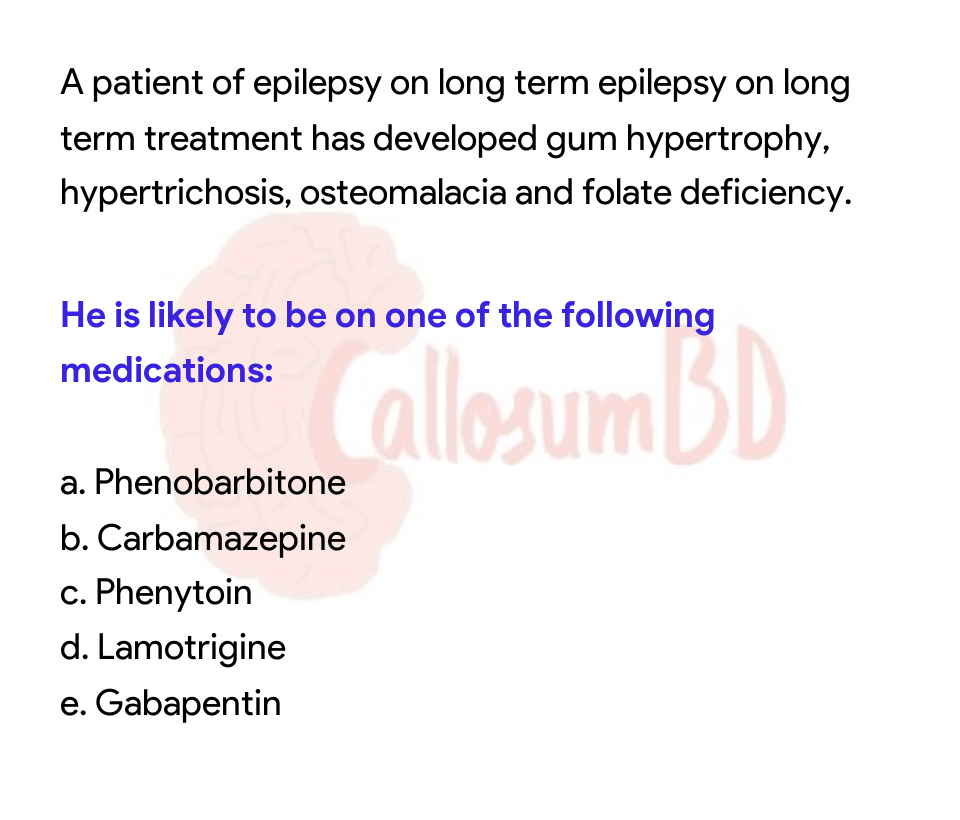 A patient of epilepsy on long term epilepsy on long
term treatment has developed gum hypertrophy,
hypertrichosis, osteomalacia and folate deficiency.
He is likely to be on one of the following
medications:
CallosumBD
a. Phenobarbitone
b. Carbamazepine
c. Phenytoin
d. Lamotrigine
e. Gabapentin